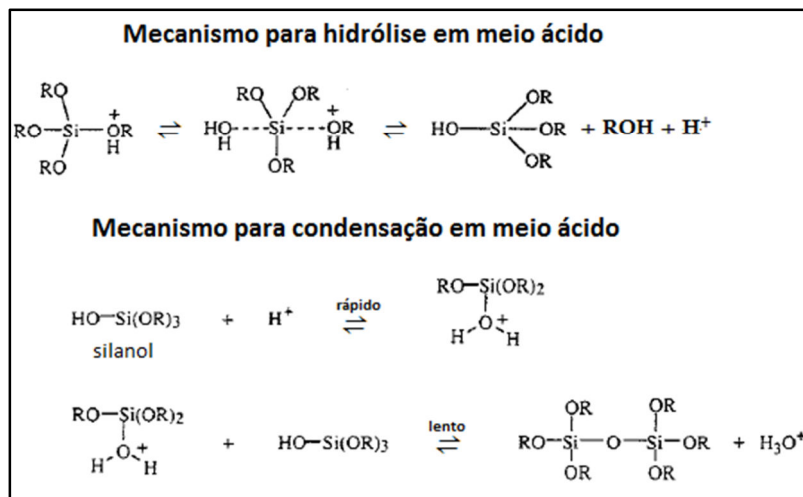 Mecanismo para hidrólise em meio ácido
RO RO RO Si + OR H ⇌ RO OR HO H Si + OR H OR ⇌ HO Si OR OR OR + ROH + H⁺
Mecanismo para condensação em meio ácido
HO—Si(OR)₃ + H⁺ rápido ⇌ RO—Si(OR)₂ O⁺ H H
silanol
RO—Si(OR)₂ O⁺ H H + HO—Si(OR)₃ lento ⇌ OR OR RO—Si—O—Si—OR OR OR + H₃O⁺